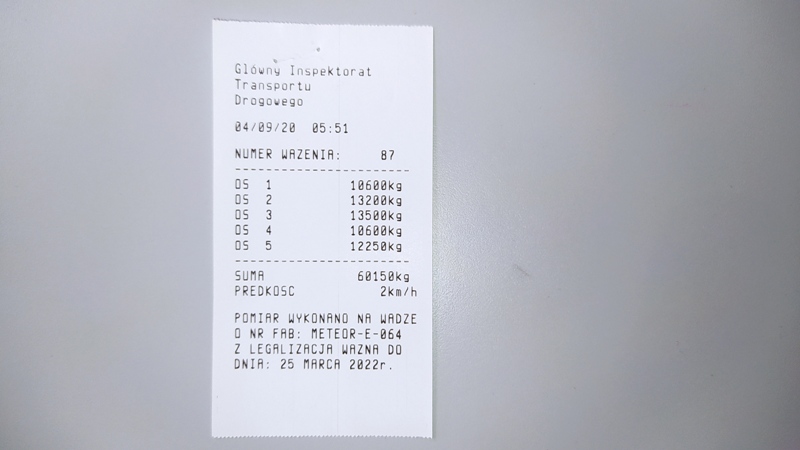 Główny Inspektorat
Transportu
Drogowego
04/09/20 05:51
NUMER WAZENIA: 87
OS 1 10600kg
OS 2 13200kg
OS 3 13500kg
OS 4 10600kg
OS 5 12250kg
SUMA 60150kg
PREDKOSC 2km/h
POMIAR WYKONANO NA WADZE
O NR FAB: METEOR-E-064
Z LEGALIZACJA WAZNA DO
DNIA: 25 MARCA 2022r.